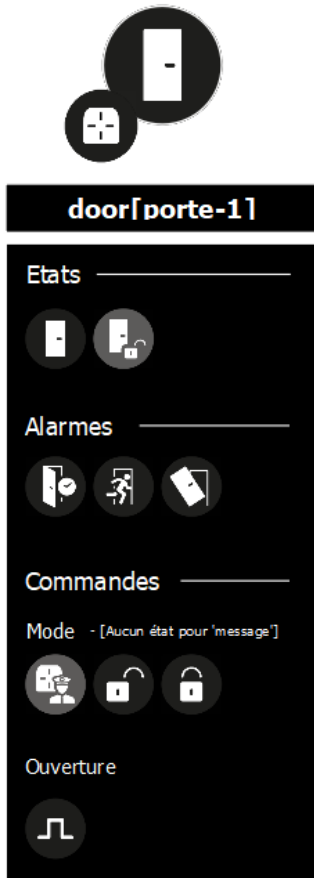 door[porte-1]
Etats
Alarmes
Commandes
Mode - [Aucun état pour 'message']
Ouverture